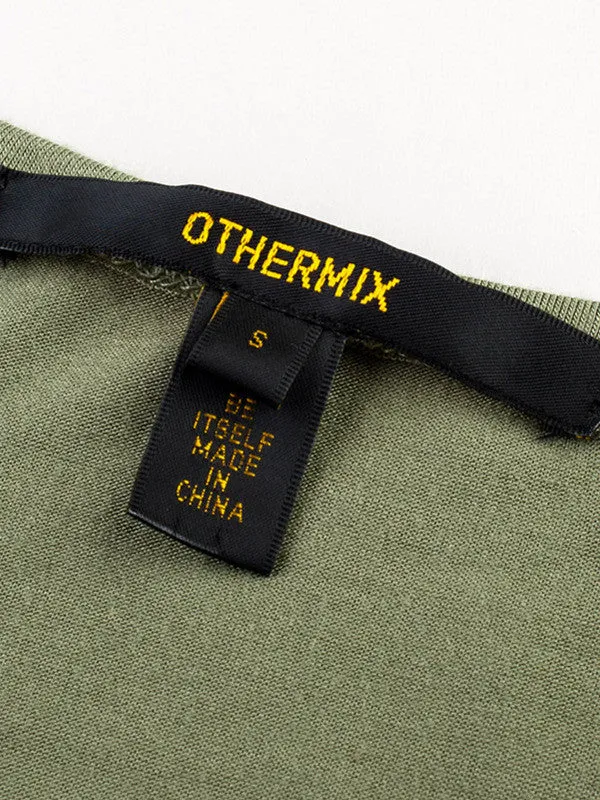 OTHERMIX
S
BE
ITSELF
MADE
IN
CHINA